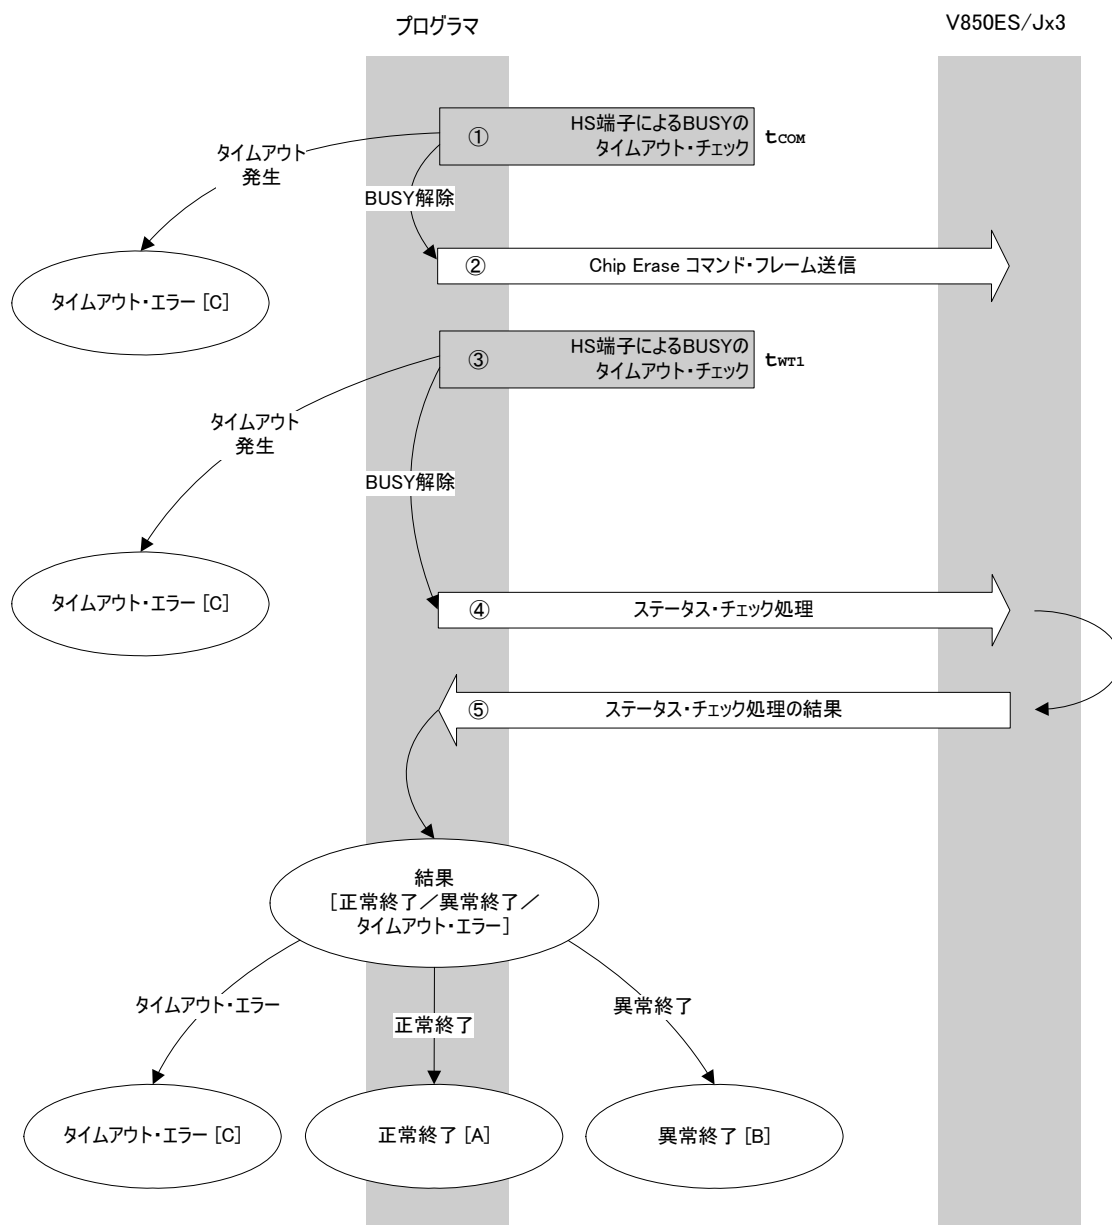 プログラマ
V850ES/Jx3
①
HS端子によるBUSYの
タイムアウト・チェック
tCOM
タイムアウト
発生
BUSY解除
②
Chip Erase コマンド・フレーム送信
タイムアウト・エラー [C]
③
HS端子によるBUSYの
タイムアウト・チェック
tWT1
タイムアウト
発生
BUSY解除
タイムアウト・エラー [C]
④
ステータス・チェック処理
⑤
ステータス・チェック処理の結果
結果
[正常終了／異常終了／
タイムアウト・エラー]
タイムアウト・エラー
正常終了
異常終了
タイムアウト・エラー [C]
正常終了 [A]
異常終了 [B]